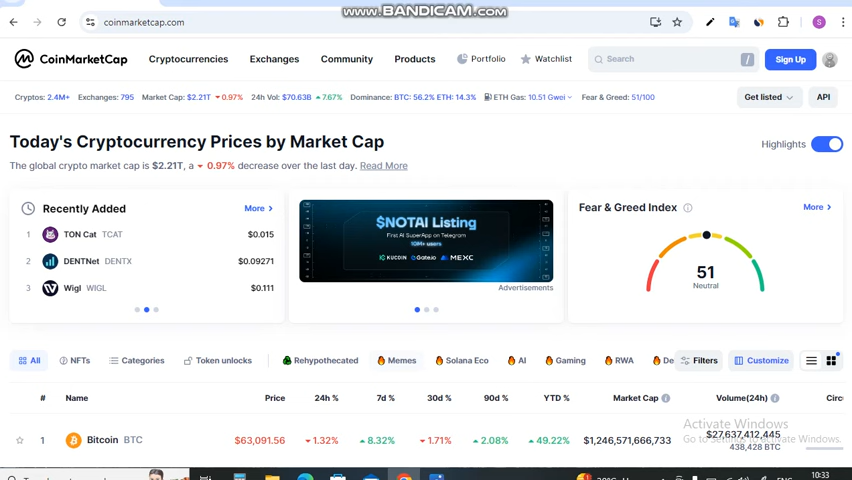 www.BANDICAM.com
coinmarketcap.com
S
CoinMarketCap Cryptocurrencies Exchanges Community Products Portfolio Watchlist Search / Sign Up
Cryptos: 2.4M+ Exchanges: 795 Market Cap: $2.21T 0.97% 24h Vol: $70.63B 7.67% Dominance: BTC: 56.2% ETH: 14.3% ETH Gas: 10.51 Gwei Fear & Greed: 51/100 Get listed API
Today's Cryptocurrency Prices by Market Cap
Highlights
The global crypto market cap is $2.21T, a 0.97% decrease over the last day. Read More
Recently Added More
1 TON Cat TCAT $0.015
2 DENTNet DENTX $0.09271
3 Wigl WIGL $0.111
$NOTAI Listing
First AI SuperApp on Telegram
10M+ users
KUCOIN Gate.io MEXC
Advertisements
Fear & Greed Index More
51
Neutral
All NFTs Categories Token unlocks Rehypothecated Memes Solana Eco AI Gaming RWA De Filters Customize
# Name Price 24h % 7d % 30d % 90d % YTD % Market Cap Volume(24h) Circ
1 Bitcoin BTC $63,091.56 1.32% 8.32% 1.71% 2.08% 49.22% $1,246,571,666,733 $27,637,412,445
438,428 BTC
Activate Windows
Go to Settings to activate Windows.
ENG
10:33